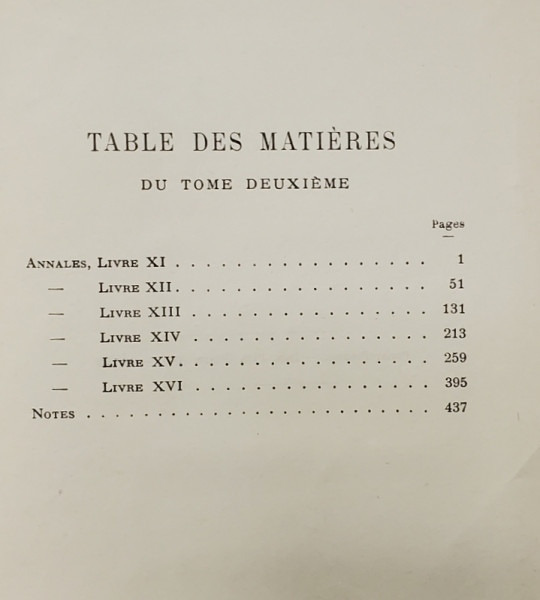 TABLE DES MATIÈRES
DU TOME DEUXIÈME
Pages
—
ANNALES, LIVRE XI . . . . . . . . . . . . . . . . . . 1
— LIVRE XII. . . . . . . . . . . . . . . . . . . 51
— LIVRE XIII . . . . . . . . . . . . . . . . . 131
— LIVRE XIV . . . . . . . . . . . . . . . . . 213
— LIVRE XV. . . . . . . . . . . . . . . . . . 259
— LIVRE XVI . . . . . . . . . . . . . . . . . 395
NOTES . . . . . . . . . . . . . . . . . . . . . . . . . 437